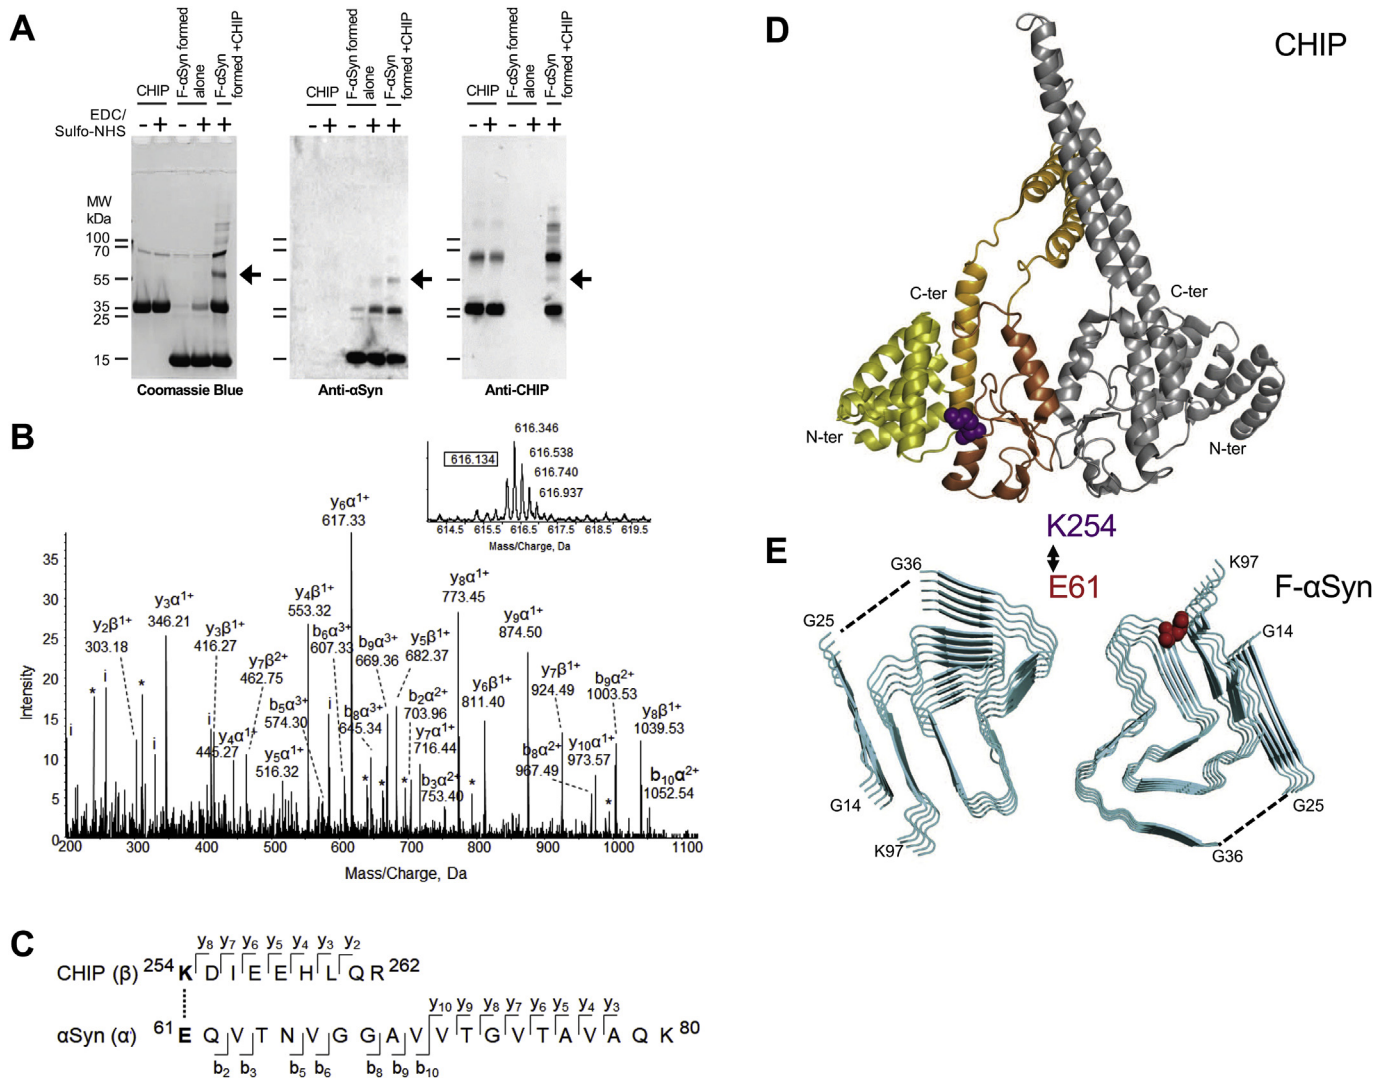 A
CHIP
F-αSyn formed
alone
F-αSyn
formed +CHIP
CHIP
F-αSyn formed
alone
F-αSyn
formed +CHIP
CHIP
F-αSyn formed
alone
F-αSyn
formed +CHIP
EDC/
Sulfo-NHS
- + - + +
- + - + +
- + - + +
MW
kDa
100
70
55
35
25
15
Coomassie Blue
Anti-αSyn
Anti-CHIP
B
616.346
616.134
616.538
616.740
616.937
614.5 615.5 616.5 617.5 618.5 619.5
Mass/Charge, Da
y6α1+
617.33
y8α1+
773.45
y4β1+
553.32
y3α1+
346.21
y2β1+
303.18
y3β1+
416.27
y7β2+
462.75
b6α3+
607.33
b9α3+
669.36
y5β1+
682.37
y9α1+
874.50
b2α2+
703.96
y6β1+
811.40
y7β1+
924.49
b9α2+
1003.53
y8β1+
1039.53
b5α3+
574.30
b8α3+
645.34
y7α1+
716.44
y4α1+
445.27
y5α1+
516.32
b3α2+
753.40
b8α2+
967.49
y10α1+
973.57
b10α2+
1052.54
i
*
i
*
i
i
i
*
*
*
*
*
Intensity
35
30
25
20
15
10
5
0
200 300 400 500 600 700 800 900 1000 1100
Mass/Charge, Da
C
y8 y7 y6 y5 y4 y3 y2
CHIP (β) 254 K D I E E H L Q R 262
y10 y9 y8 y7 y6 y5 y4 y3
αSyn (α) 61 E Q V T N V G G A V V T G V T A V A Q K 80
b2 b3 b5 b6 b8 b9 b10
D
CHIP
C-ter
C-ter
N-ter
N-ter
K254
E61
E
F-αSyn
G36
G25
G14
K97
K97
G14
G25
G36